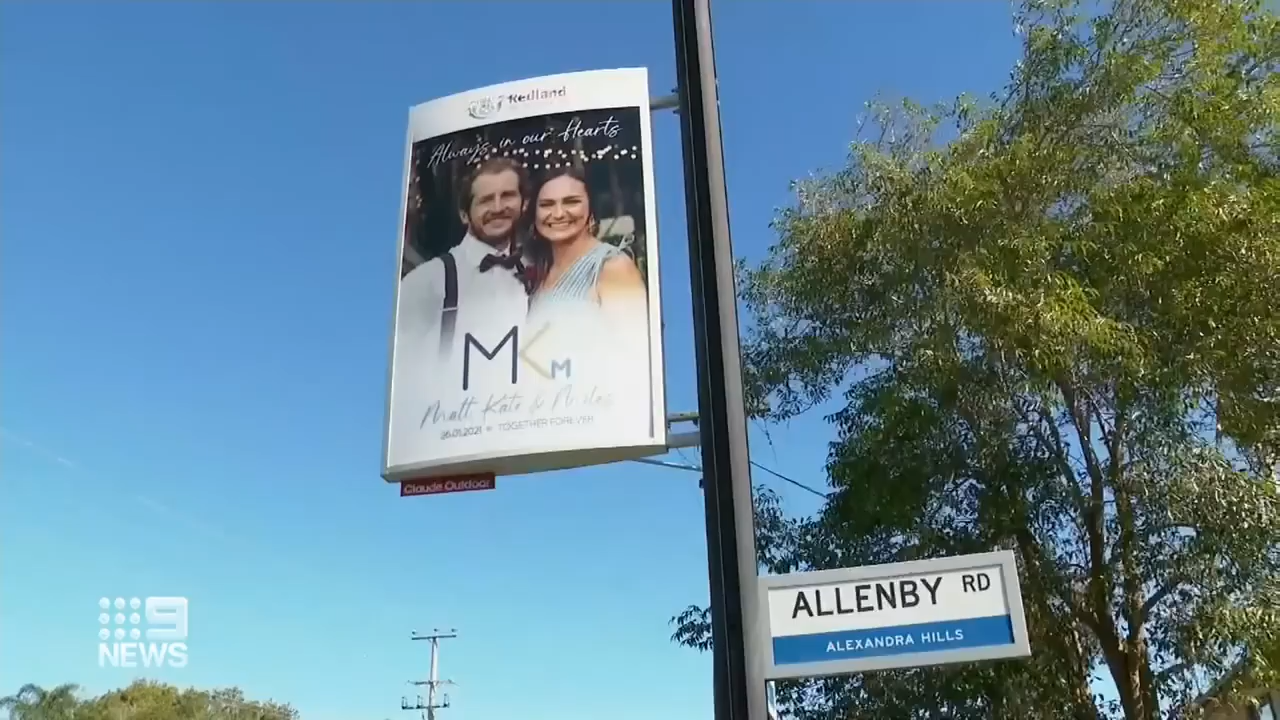 Redland
Always in our Hearts
MKM
Matt Kate & Miles
26.01.2021 TOGETHER FOREVER
Claude Outdoor
ALLENBY RD
ALEXANDRA HILLS
9
NEWS